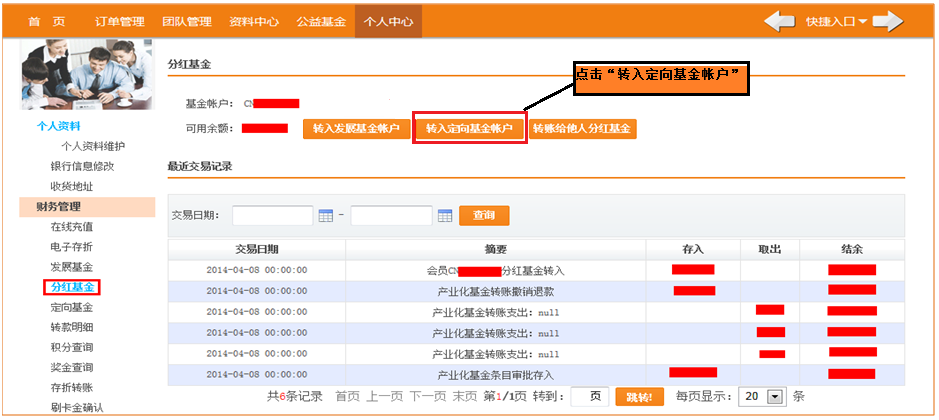 首 页 订单管理 团队管理 资料中心 公益基金 个人中心 快捷入口
分红基金
点击“转入定向基金帐户”
基金帐户: CN
可用余额: 转入发展基金帐户 转入定向基金帐户 转账给他人分红基金
个人资料
个人资料维护
银行信息修改
收货地址
财务管理
在线充值
电子存折
发展基金
分红基金
定向基金
转款明细
积分查询
奖金查询
存折转账
刷卡金确认
最近交易记录
交易日期: - 查询
交易日期 摘要 存入 取出 结余
2014-04-08 00:00:00 会员CN 分红基金转入
2014-04-08 00:00:00 产业化基金转账撤销退款
2014-04-08 00:00:00 产业化基金转账支出: null
2014-04-08 00:00:00 产业化基金转账支出: null
2014-04-08 00:00:00 产业化基金转账支出: null
2014-04-08 00:00:00 产业化基金条目审批存入
共6条记录 首页 上一页 下一页 末页 第1/1页 转到: 页 跳转! 每页显示: 20 条